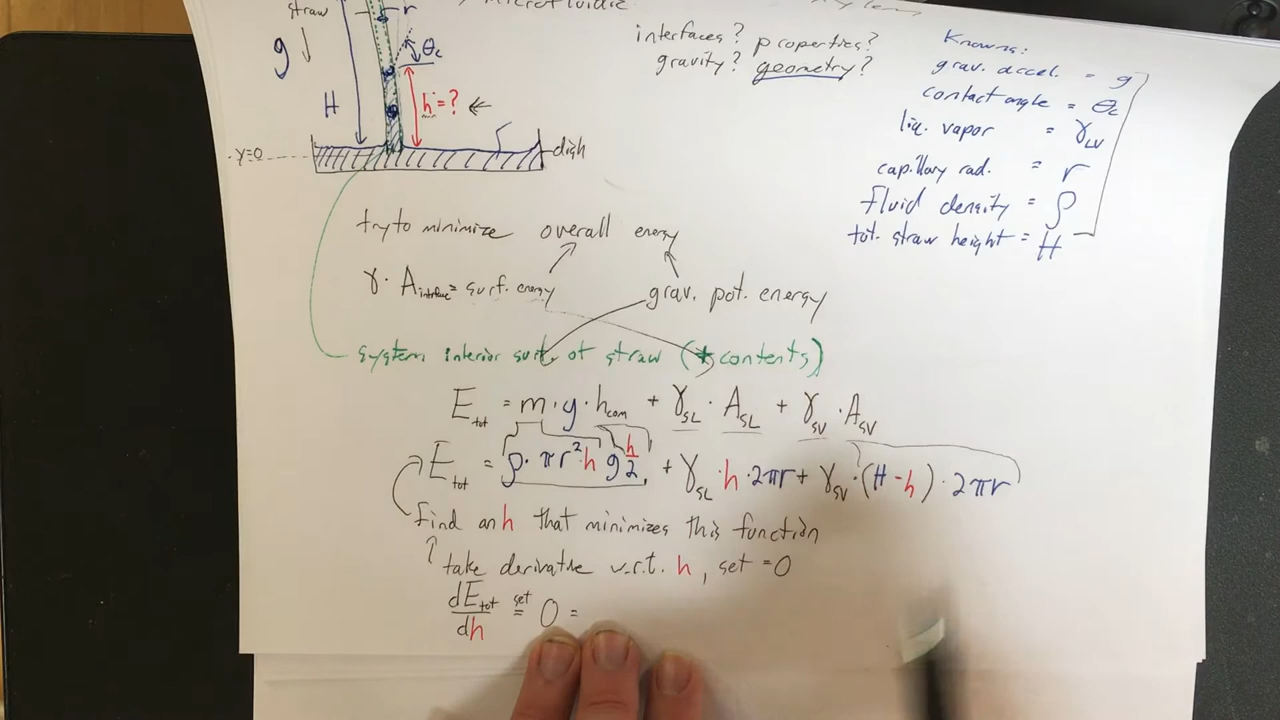 straw r microfluidic
g θc
H h=?
y=0 dish
interfaces? properties?
gravity? geometry?
Knowns:
grav. accel. = g
contact angle = θc
liq. vapor = γLV
capillary rad. = r
fluid density = ρ
tot. straw height = H
try to minimize overall energy
γ · Ainterface = surf. energy grav. pot. energy
system interior surf. of straw (+ contents)
Etot = m·g·hcom + γSL · ASL + γSV · ASV
Etot = ρ·πr²h g h/2 + γSL·h·2πr + γSV·(H-h)·2πr
find an h that minimizes this function
take derivative w.r.t. h, set =0
dEtot/dh set= 0 =